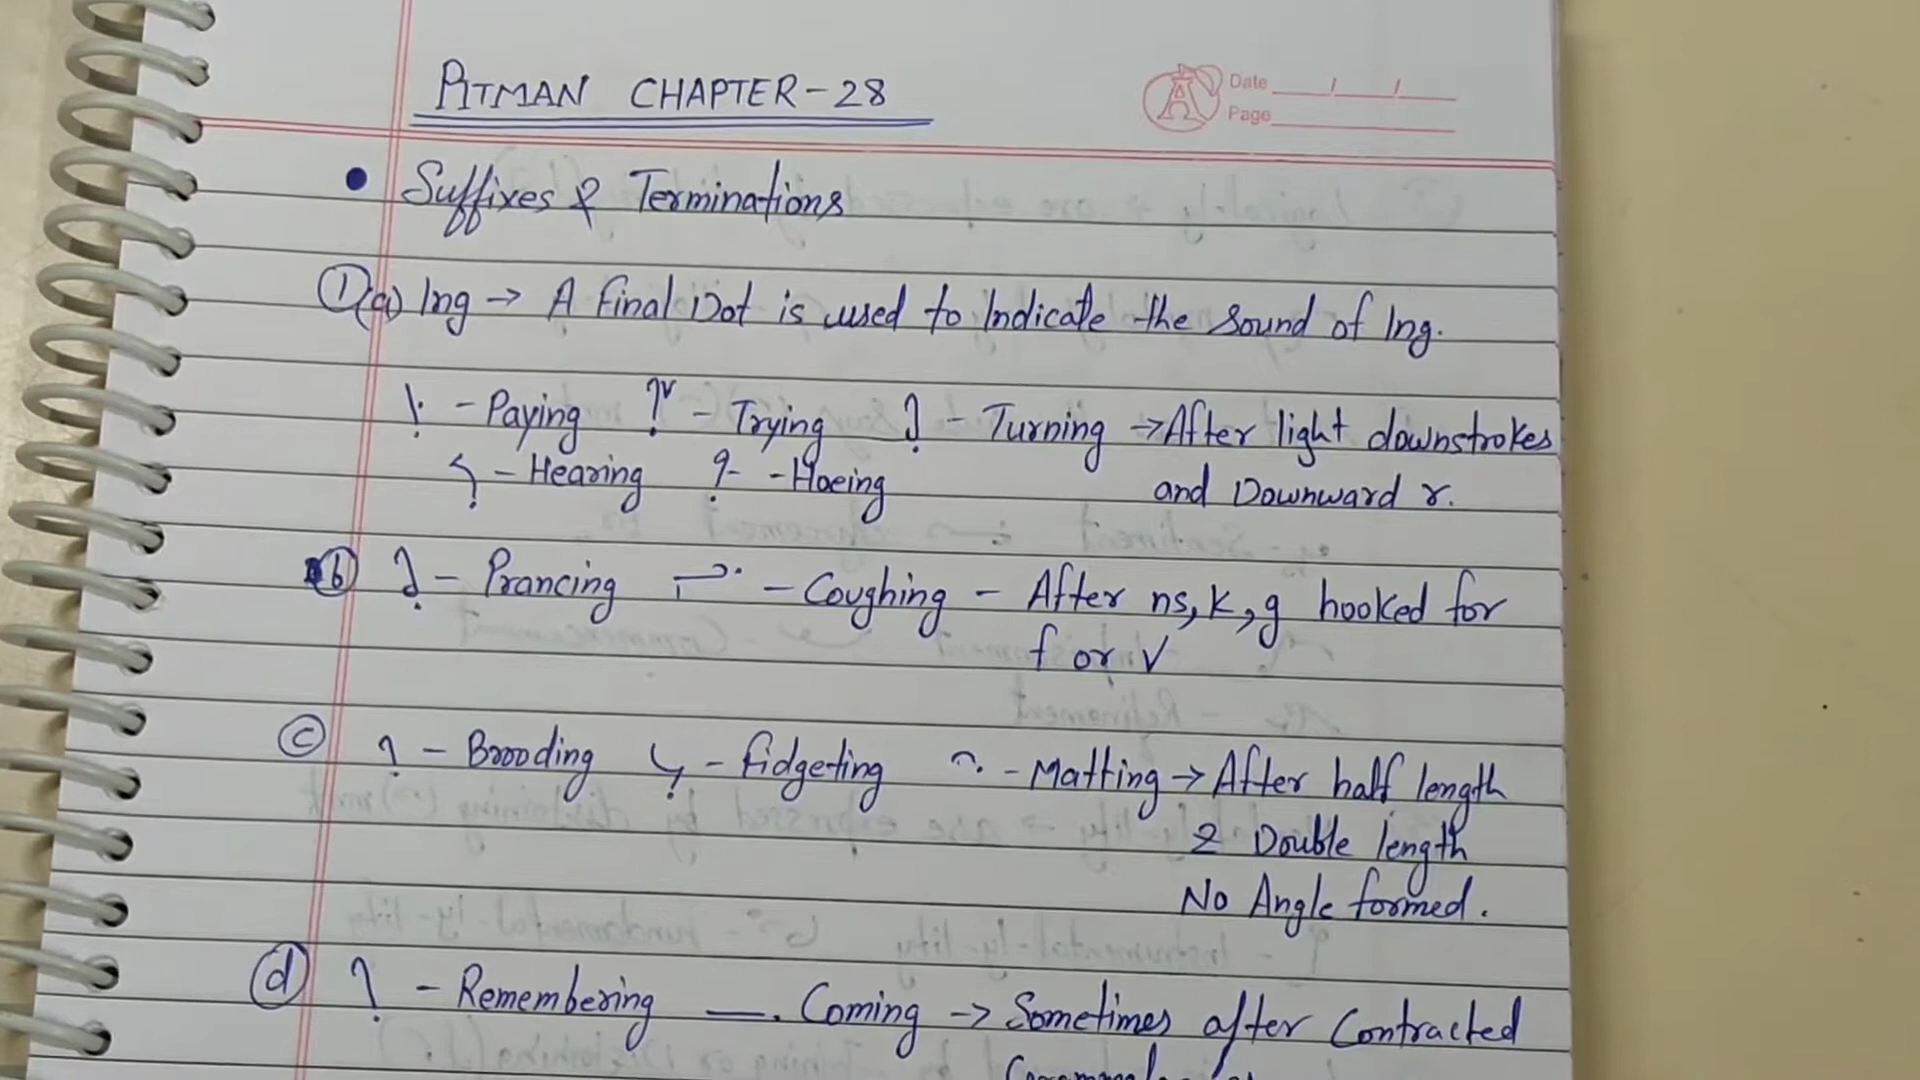 PITMAN CHAPTER-28
Date / /
Page
• Suffixes & Terminations
① (a) Ing → A final Dot is used to Indicate the Sound of Ing.
- Paying - Trying - Turning → After light downstrokes
- Hearing - Hoeing and Downward r.
(b) - Prancing - Coughing - After ns, k, g hooked for
f or V
(c) - Brooding - fidgeting - Matting → After half length
& Double length
No Angle formed.
(d) - Remembering Coming → Sometimes after Contracted